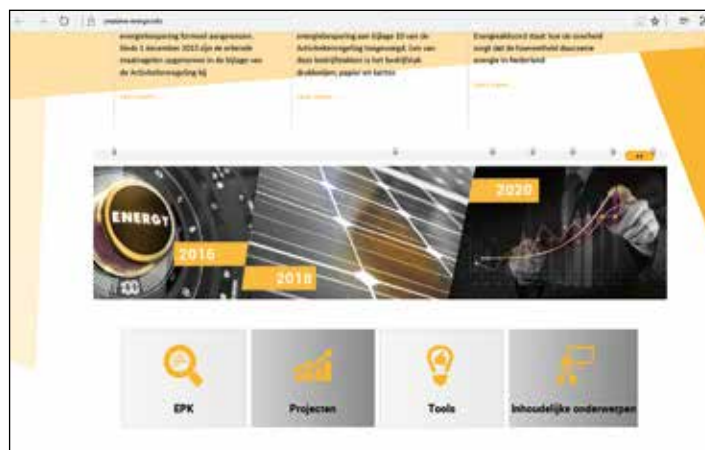 energiebesparing formeel aangewezen.
Sinds 1 december 2015 zijn de erkende
maatregelen opgenomen in de bijlage van
de Activiteitenregeling bij
energiebesparing aan bijlage 10 van de
Activiteitenregeling toegevoegd. Een van
deze bedrijfstakken is het bedrijfstak
drukkerijen, papier en karton
Energieakkoord staat hoe de overheid
zorgt dat de hoeveelheid duurzame
energie in Nederland
ENERGY
2016
2018
2020
EPK
Projecten
Tools
Inhoudelijke onderwerpen